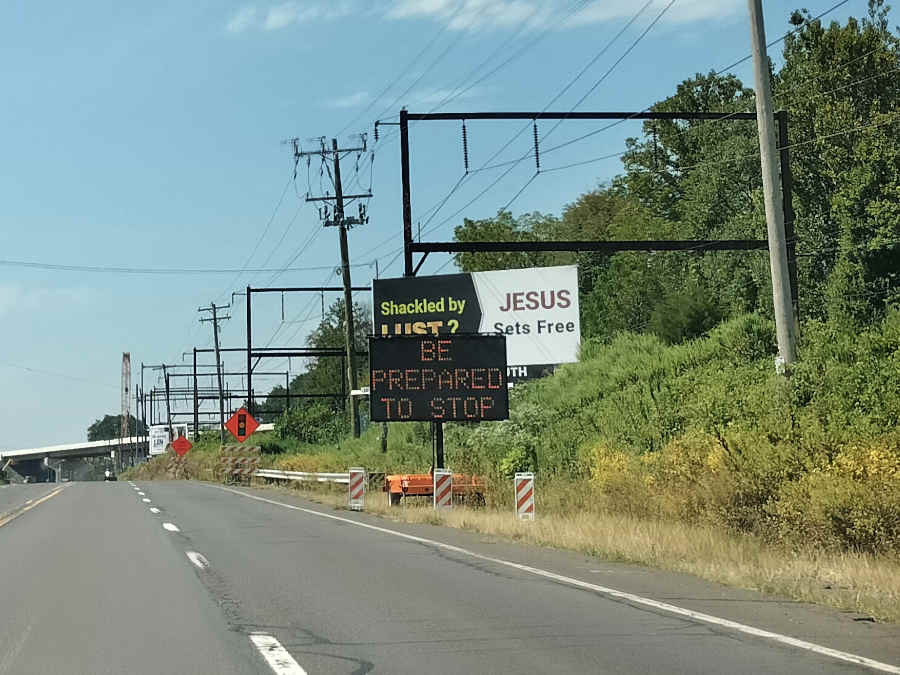 Shackled by
LUST?
JESUS
Sets Free
BE
PREPARED
TO STOP